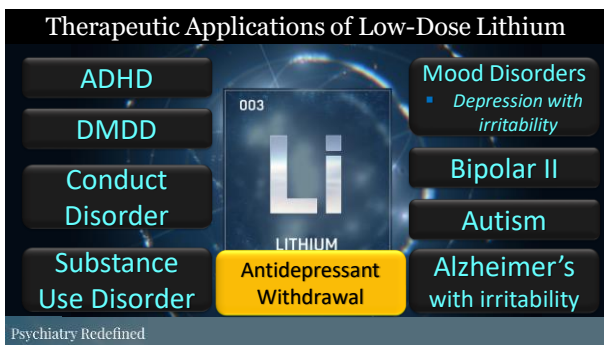 Therapeutic Applications of Low-Dose Lithium
ADHD
DMDD
Conduct
Disorder
Substance
Use Disorder
003
Li
LITHIUM
Antidepressant
Withdrawal
Mood Disorders
▪ Depression with
irritability
Bipolar II
Autism
Alzheimer’s
with irritability
Psychiatry Redefined